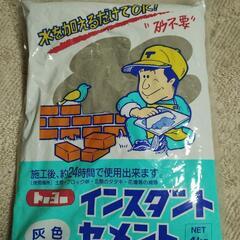 水を加えるだけでOK!
"砂不要"
T
施工後、約24時間で使用出来ます。
トーヨー
インスタント
セメント
灰色
NET
4kg